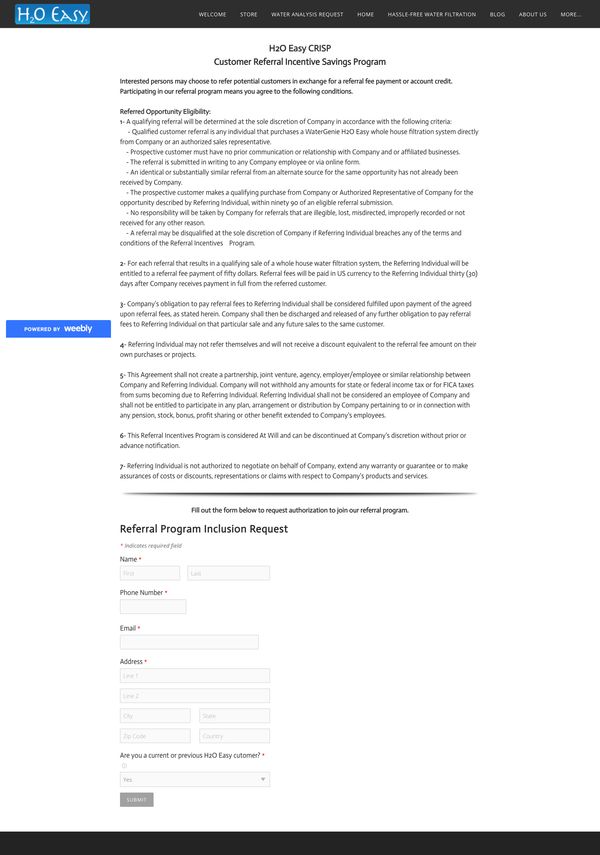 H2O Easy
WELCOME STORE WATER ANALYSIS REQUEST HOME HASSLE-FREE WATER FILTRATION BLOG ABOUT US MORE...
H2O Easy CRISP
Customer Referral Incentive Savings Program
Interested persons may choose to refer potential customers in exchange for a referral fee payment or account credit.
Participating in our referral program means you agree to the following conditions.
Referred Opportunity Eligibility:
1- A qualifying referral will be determined at the sole discretion of Company in accordance with the following criteria:
- Qualified customer referral is any individual that purchases a WaterGenie H2O Easy whole house filtration system directly
from Company or an authorized sales representative.
- Prospective customer must have no prior communication or relationship with Company and or affiliated businesses.
- The referral is submitted in writing to any Company employee or via online form.
- An identical or substantially similar referral from an alternate source for the same opportunity has not already been
received by Company.
- The prospective customer makes a qualifying purchase from Company or Authorized Representative of Company for the
opportunity described by Referring Individual, within ninety 90 of an eligible referral submission.
- No responsibility will be taken by Company for referrals that are illegible, lost, misdirected, improperly recorded or not
received for any other reason.
- A referral may be disqualified at the sole discretion of Company if Referring Individual breaches any of the terms and
conditions of the Referral Incentives Program.
2- For each referral that results in a qualifying sale of a whole house water filtration system, the Referring Individual will be
entitled to a referral fee payment of fifty dollars. Referral fees will be paid in US currency to the Referring Individual thirty (30)
days after Company receives payment in full from the referred customer.
3- Company's obligation to pay referral fees to Referring Individual shall be considered fulfilled upon payment of the agreed
upon referral fees, as stated herein. Company shall then be discharged and released of any further obligation to pay referral
fees to Referring Individual on that particular sale and any future sales to the same customer.
POWERED BY weebly
4- Referring Individual may not refer themselves and will not receive a discount equivalent to the referral fee amount on their
own purchases or projects.
5- This Agreement shall not create a partnership, joint venture, agency, employer/employee or similar relationship between
Company and Referring Individual. Company will not withhold any amounts for state or federal income tax or for FICA taxes
from sums becoming due to Referring Individual. Referring Individual shall not be considered an employee of Company and
shall not be entitled to participate in any plan, arrangement or distribution by Company pertaining to or in connection with
any pension, stock, bonus, profit sharing or other benefit extended to Company's employees.
6- This Referral Incentives Program is considered At Will and can be discontinued at Company's discretion without prior or
advance notification.
7- Referring Individual is not authorized to negotiate on behalf of Company, extend any warranty or guarantee or to make
assurances of costs or discounts, representations or claims with respect to Company's products and services.
Fill out the form below to request authorization to join our referral program.
Referral Program Inclusion Request
* Indicates required field
Name *
First Last
Phone Number *
Email *
Address *
Line 1
Line 2
City State
Zip Code Country
Are you a current or previous H2O Easy cutomer? *
Yes
SUBMIT